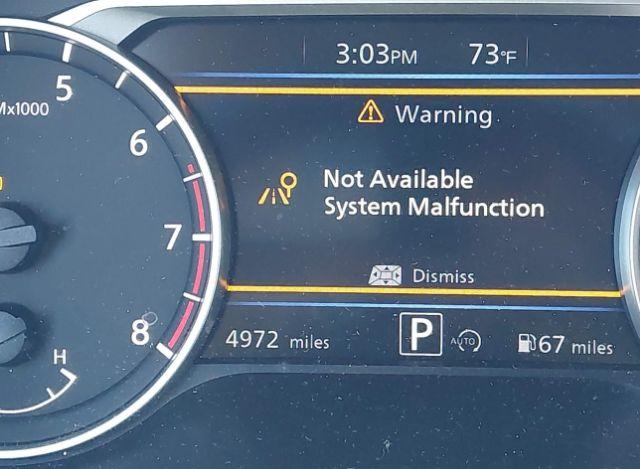 3:03PM 73°F
5
Mx1000
6
7
8
H
Warning
Not Available
System Malfunction
Dismiss
4972 miles P AUTO 67 miles